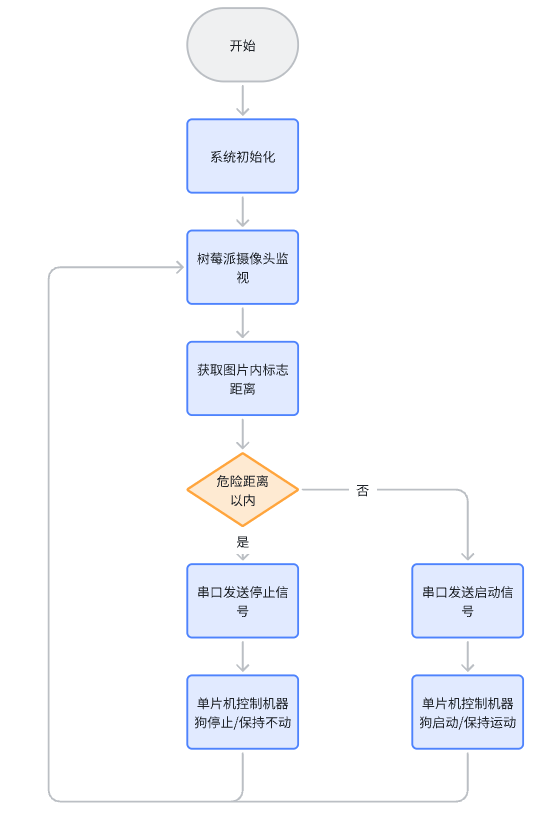 开始
系统初始化
树莓派摄像头监
视
获取图片内标志
距离
危险距离
以内
否
是
串口发送停止信
号
串口发送启动信
号
单片机控制机器
狗停止/保持不动
单片机控制机器
狗启动/保持运动